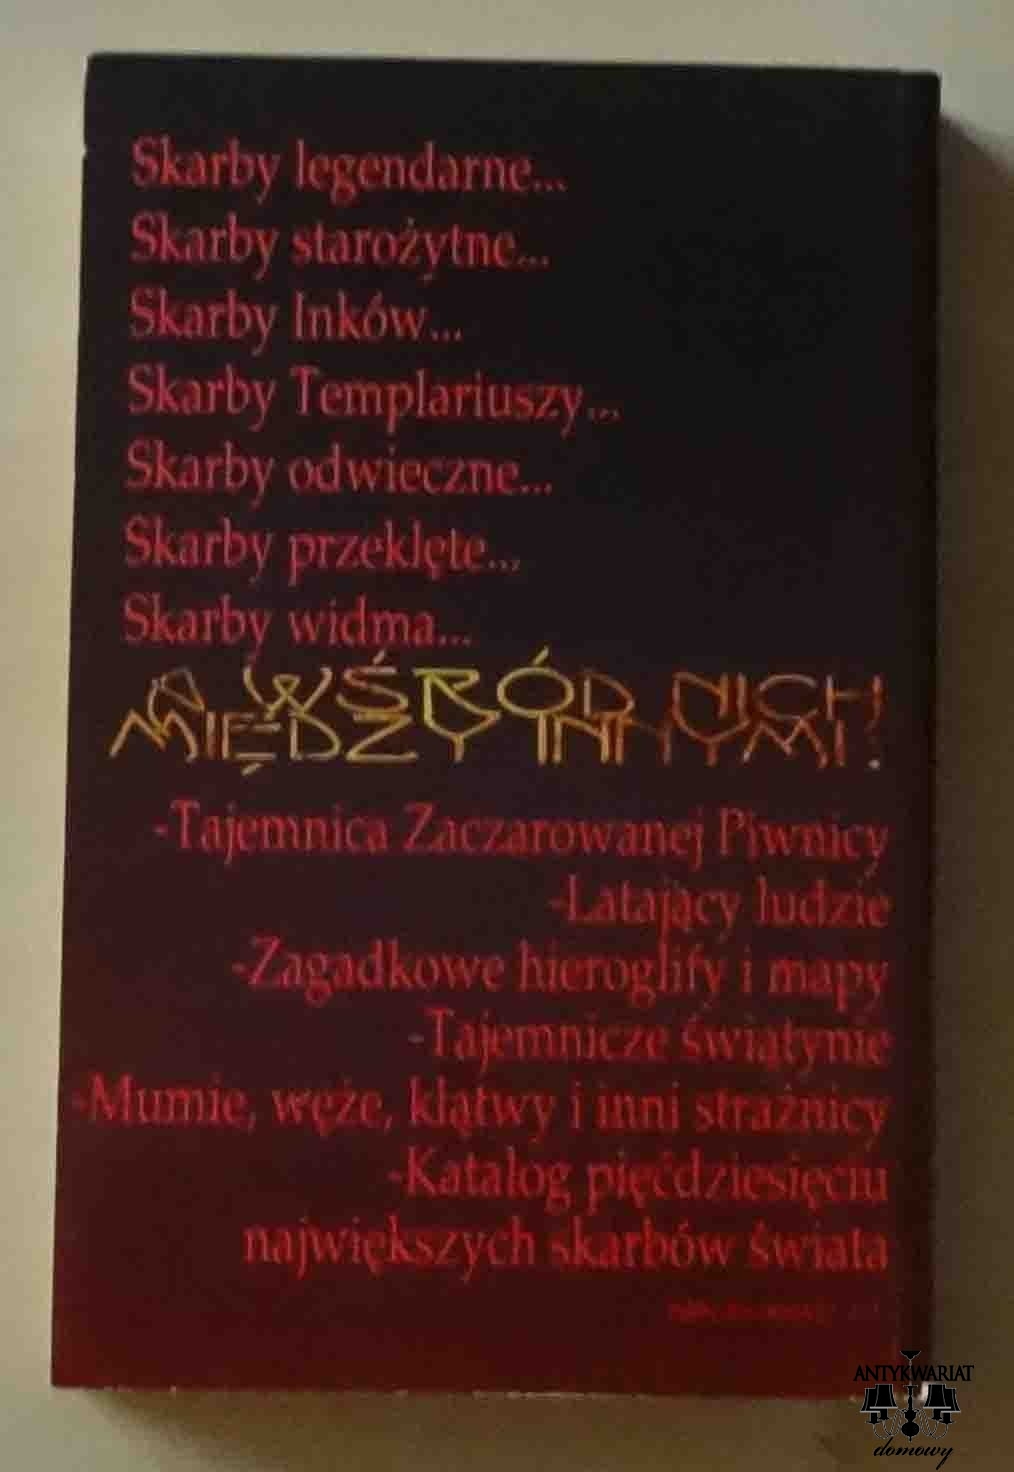 Skarby legendarne...
Skarby starożytne...
Skarby Inków...
Skarby Templariuszy...
Skarby odwieczne...
Skarby przeklęte...
Skarby widma...
A WŚRÓD NICH
MIĘDZY INNYMI:
-Tajemnica Zaczarowanej Piwnicy
-Latający ludzie
-Zagadkowe hieroglify i mapy
-Tajemnicze świątynie
-Mumie, węże, klątwy i inni strażnicy
-Katalog pięćdziesięciu
największych skarbów świata
ANTYKWARIAT
domowy